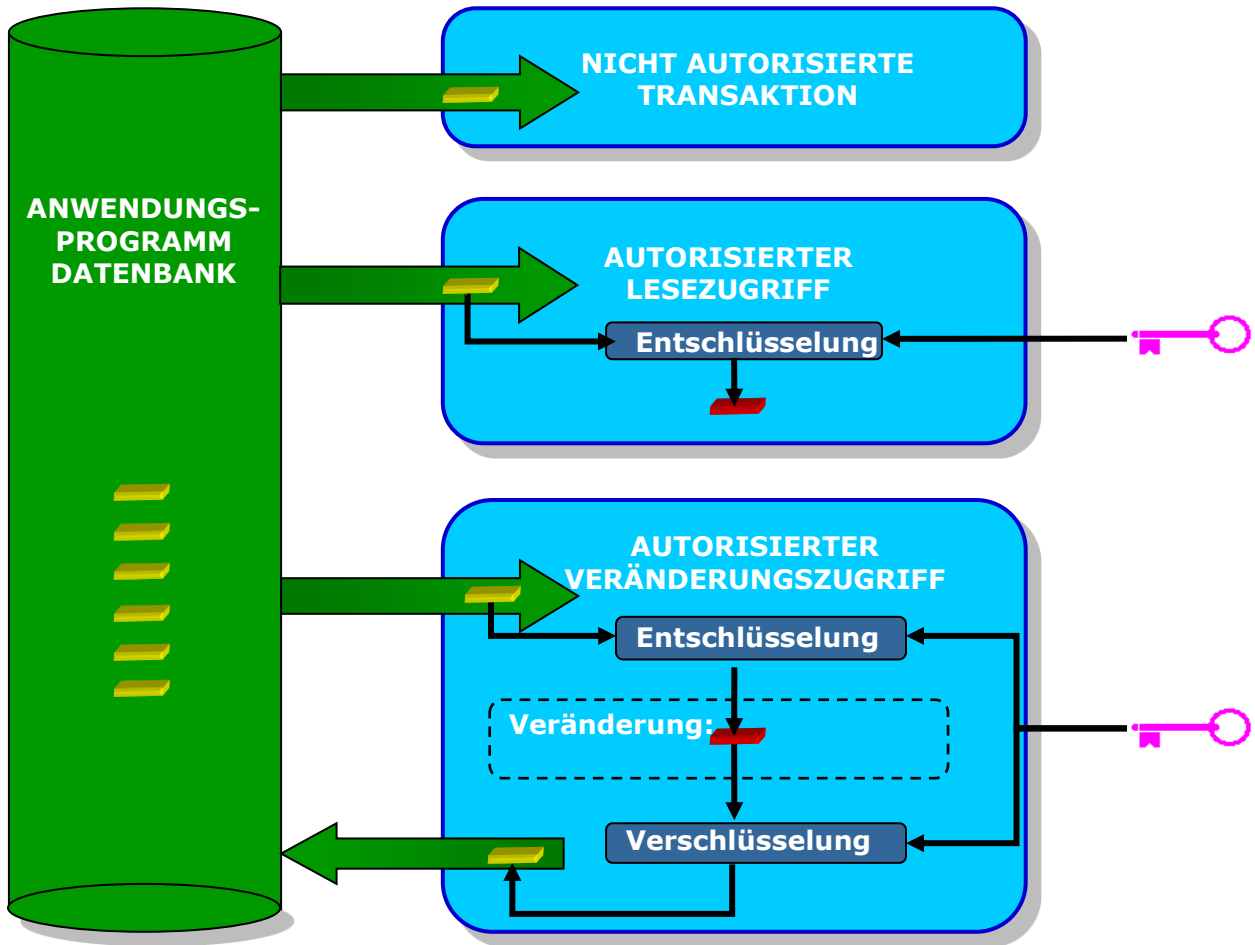 ANWENDUNGS-
PROGRAMM
DATENBANK
NICHT AUTORISIERTE
TRANSAKTION
AUTORISIERTER
LESEZUGRIFF
Entschlüsselung
AUTORISIERTER
VERÄNDERUNGSZUGRIFF
Entschlüsselung
Veränderung:
Verschlüsselung